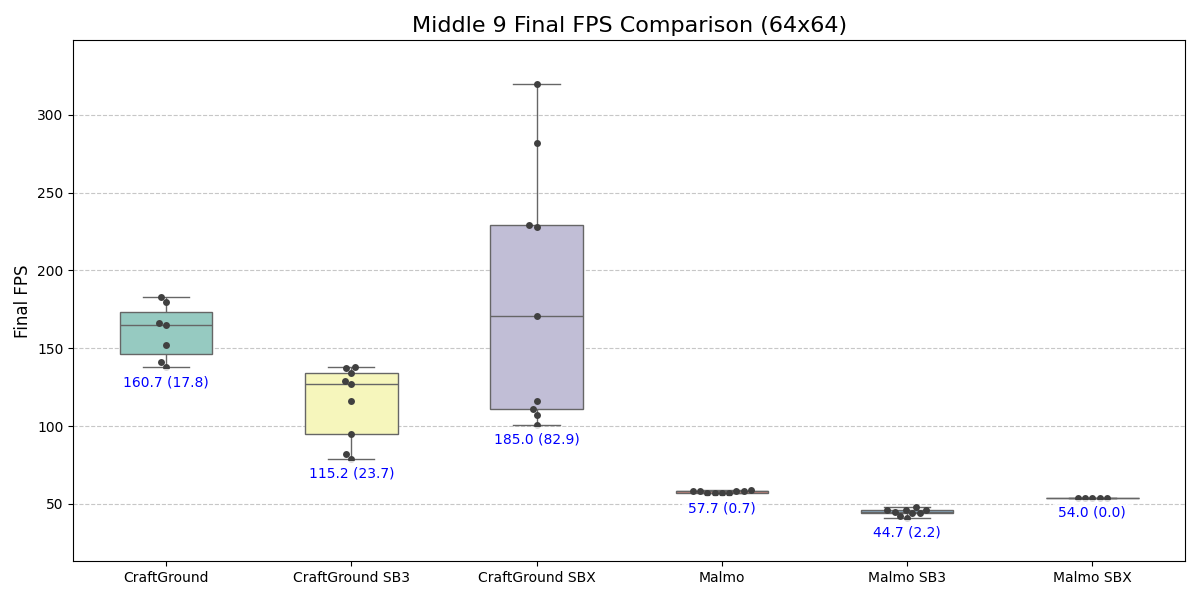 Middle 9 Final FPS Comparison (64x64)
Final FPS
300
250
200
150
100
50
160.7 (17.8)
115.2 (23.7)
185.0 (82.9)
57.7 (0.7)
44.7 (2.2)
54.0 (0.0)
CraftGround
CraftGround SB3
CraftGround SBX
Malmo
Malmo SB3
Malmo SBX